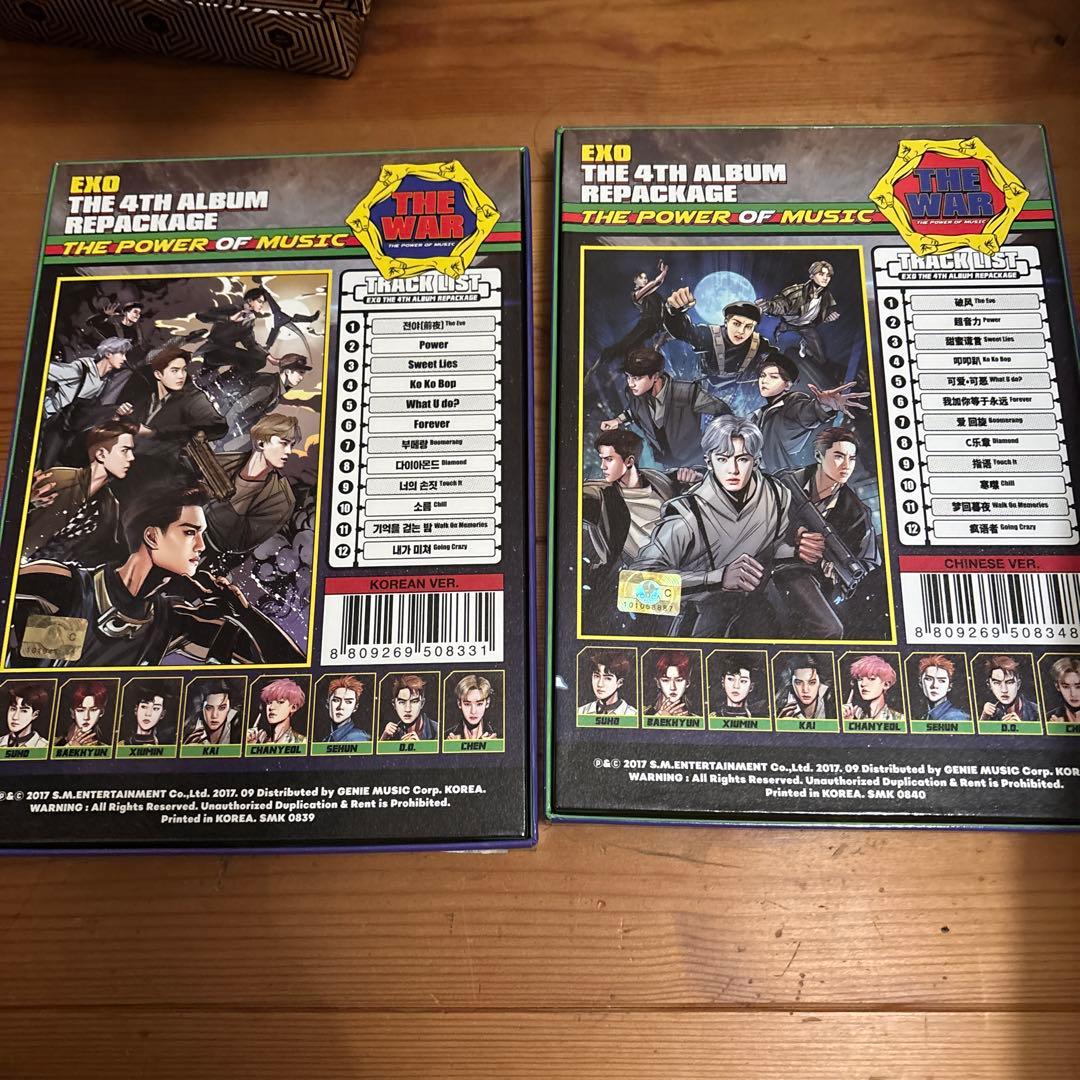 EXO
THE 4TH ALBUM
REPACKAGE
THE POWER OF MUSIC
THE
WAR
THE POWER OF MUSIC
TRACK LIST
EXO THE 4TH ALBUM REPACKAGE
1 전야(前夜) The Eve
2 Power
3 Sweet Lies
4 Ko Ko Bop
5 What U do?
6 Forever
7 부메랑 Boomerang
8 다이아몬드 Diamond
9 너의 손짓 Touch It
10 소름 Chill
11 기억을 걷는 밤 Walk On Memories
12 내가 미쳐 Going Crazy
KOREAN VER.
8 809269 508331
C
SUHO BAEKHYUN XIUMIN KAI CHANYEOL SEHUN D.O. CHEN
℗&© 2017 S.M.ENTERTAINMENT Co.,Ltd. 2017. 09 Distributed by GENIE MUSIC Corp. KOREA.
WARNING : All Rights Reserved. Unauthorized Duplication & Rent is Prohibited.
Printed in KOREA. SMK 0839
EXO
THE 4TH ALBUM
REPACKAGE
THE POWER OF MUSIC
THE
WAR
THE POWER OF MUSIC
TRACK LIST
EXO THE 4TH ALBUM REPACKAGE
1 破风 The Eve
2 超音力 Power
3 甜蜜谎言 Sweet Lies
4 叩叩趴 Ko Ko Bop
5 可爱·可恶 What U do?
6 我加你等于永远 Forever
7 爱 回旋 Boomerang
8 C乐章 Diamond
9 指语 Touch It
10 寒噤 Chill
11 梦回暮夜 Walk On Memories
12 疯语者 Going Crazy
CHINESE VER.
8 809269 508348
KOREA
C
101068887
SUHO BAEKHYUN XIUMIN KAI CHANYEOL SEHUN D.O.
℗&© 2017 S.M.ENTERTAINMENT Co.,Ltd. 2017. 09 Distributed by GENIE MUSIC Corp.
WARNING : All Rights Reserved. Unauthorized Duplication & Rent is Prohibited.
Printed in KOREA. SMK 0840